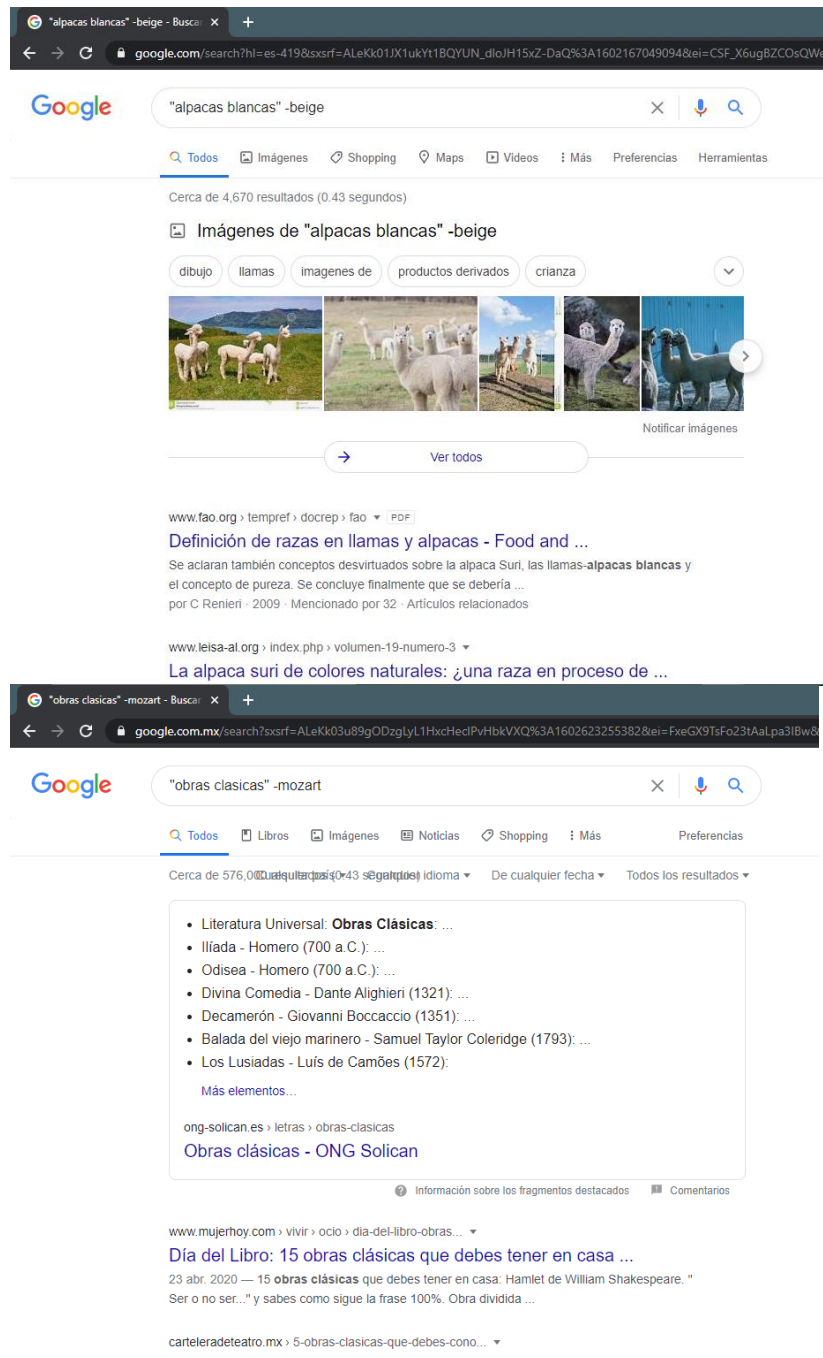 "alpacas blancas" -beige - Buscar
google.com/search?hl=es-419&sxsrf=ALeKk01JX1ukYt1BQYUN_dIoJH15xZ-DaQ%3A1602167049094&ei=CSF_X6ugBZCOsQWe
Google
"alpacas blancas" -beige
Todos Imágenes Shopping Maps Videos Más Preferencias Herramientas
Cerca de 4,670 resultados (0.43 segundos)
Imágenes de "alpacas blancas" -beige
dibujo llamas imagenes de productos derivados crianza
Notificar imágenes
Ver todos
www.fao.org › tempref › docrep › fao PDF
Definición de razas en llamas y alpacas - Food and ...
Se aclaran también conceptos desvirtuados sobre la alpaca Suri, las llamas-alpacas blancas y
el concepto de pureza. Se concluye finalmente que se debería ...
por C Renieri · 2009 · Mencionado por 32 · Artículos relacionados
www.leisa-al.org › index.php › volumen-19-numero-3
La alpaca suri de colores naturales: ¿una raza en proceso de ...
"obras clasicas" -mozart - Buscar
google.com.mx/search?sxsrf=ALeKk03u89gODzgLyL1HxcHeclPvHbkVXQ%3A1602623255382&ei=FxeGX9TsFo23tAaLpa3IBw&
Google
"obras clasicas" -mozart
Todos Libros Imágenes Noticias Shopping Más Preferencias
Cerca de 576,000 resultados (0.43 segundos) idioma De cualquier fecha Todos los resultados
• Literatura Universal: Obras Clásicas: ...
• Ilíada - Homero (700 a.C.): ...
• Odisea - Homero (700 a.C.): ...
• Divina Comedia - Dante Alighieri (1321): ...
• Decamerón - Giovanni Boccaccio (1351): ...
• Balada del viejo marinero - Samuel Taylor Coleridge (1793): ...
• Los Lusiadas - Luís de Camões (1572):
Más elementos...
ong-solican.es › letras › obras-clasicas
Obras clásicas - ONG Solican
Información sobre los fragmentos destacados Comentarios
www.mujerhoy.com › vivir › ocio › dia-del-libro-obras...
Día del Libro: 15 obras clásicas que debes tener en casa ...
23 abr. 2020 — 15 obras clásicas que debes tener en casa: Hamlet de William Shakespeare. "
Ser o no ser..." y sabes como sigue la frase 100%. Obra dividida ...
carteleradeteatro.mx › 5-obras-clasicas-que-debes-cono...